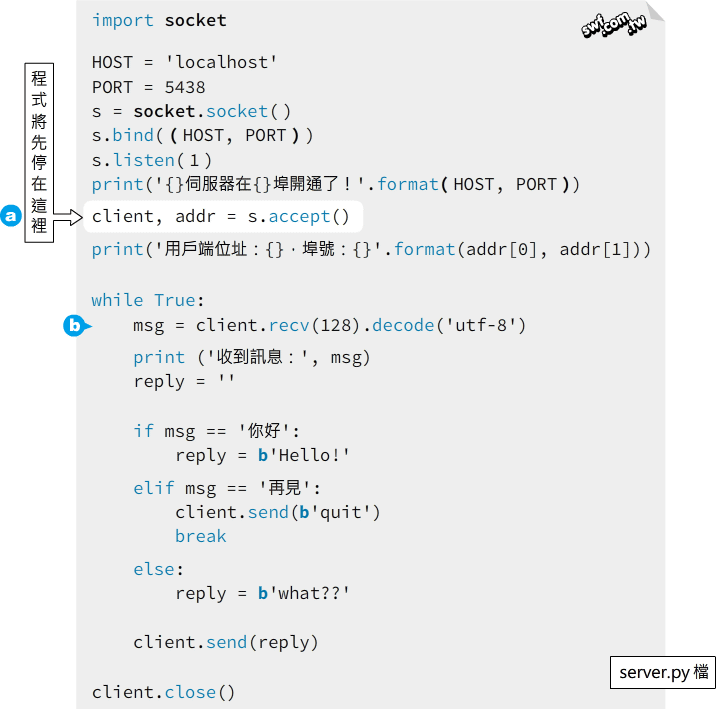 swf.com.tw
import socket
HOST = 'localhost'
PORT = 5438
s = socket.socket()
s.bind((HOST, PORT))
s.listen(1)
print('{}伺服器在{}埠開通了!'.format(HOST, PORT))
程式將先停在這裡
a
client, addr = s.accept()
print('用戶端位址:{},埠號:{}'.format(addr[0], addr[1]))
while True:
b
    msg = client.recv(128).decode('utf-8')
    print ('收到訊息:', msg)
    reply = ''
    if msg == '你好':
        reply = b'Hello!'
    elif msg == '再見':
        client.send(b'quit')
        break
    else:
        reply = b'what??'
    client.send(reply)
client.close()
server.py 檔